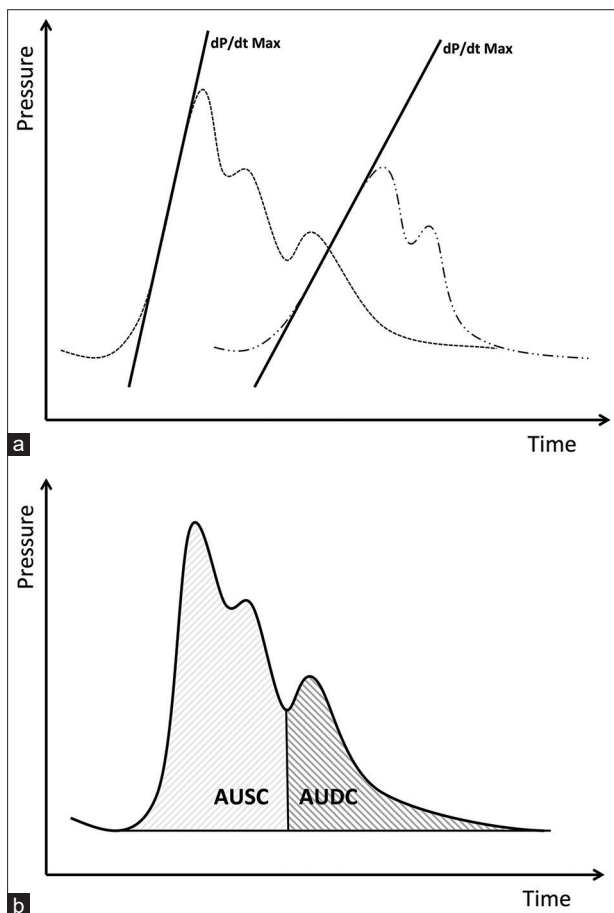 dP/dt Max
dP/dt Max
Pressure
Time
a
Pressure
AUSC
AUDC
Time
b